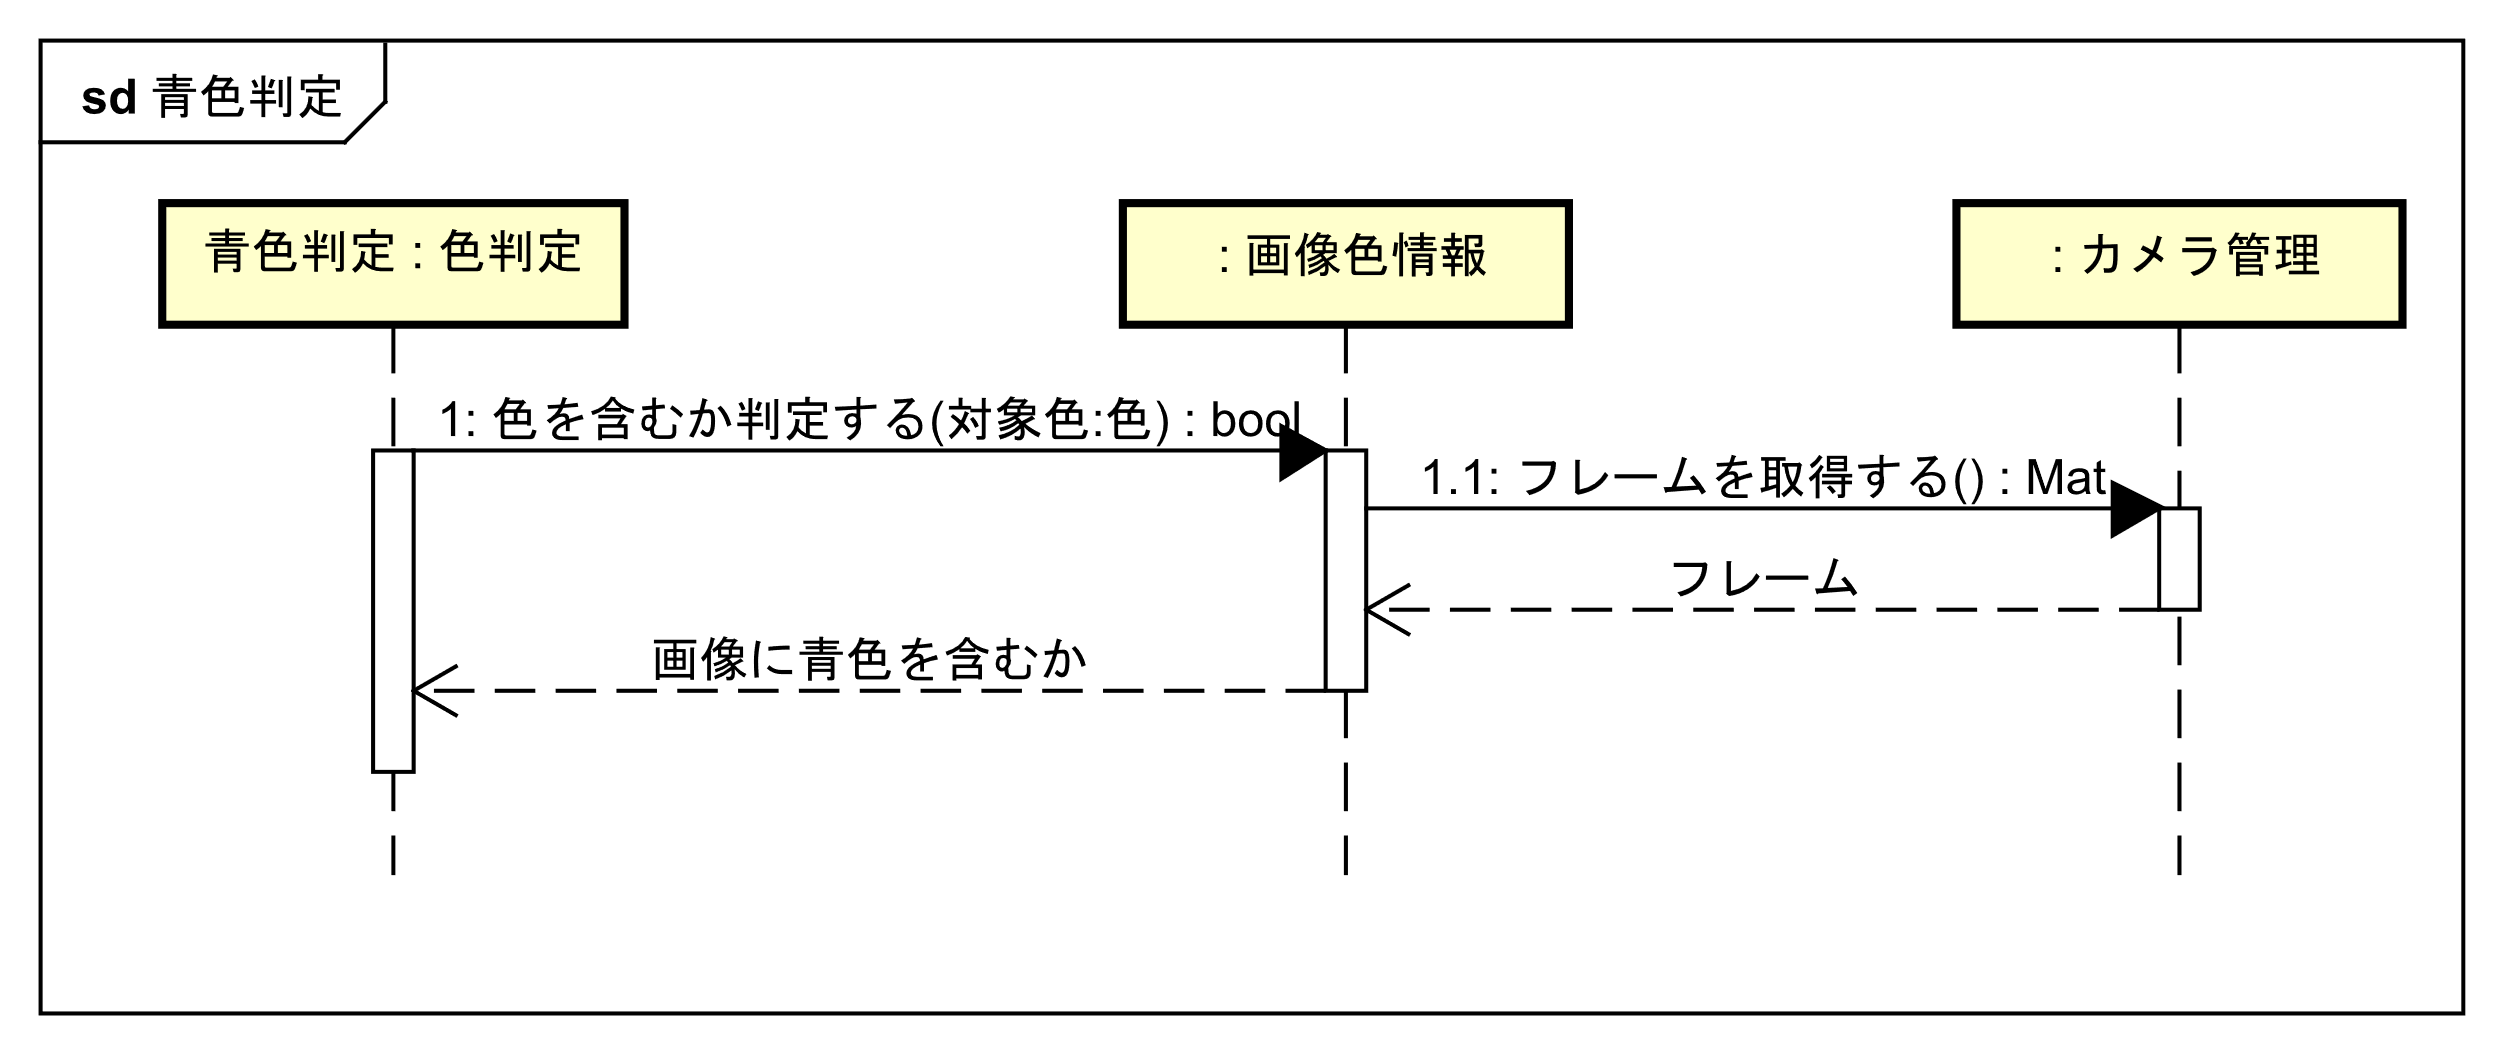 sd 青色判定
青色判定 : 色判定
: 画像色情報
: カメラ管理
1: 色を含むか判定する(対象色:色) : bool
1.1: フレームを取得する() : Mat
フレーム
画像に青色を含むか